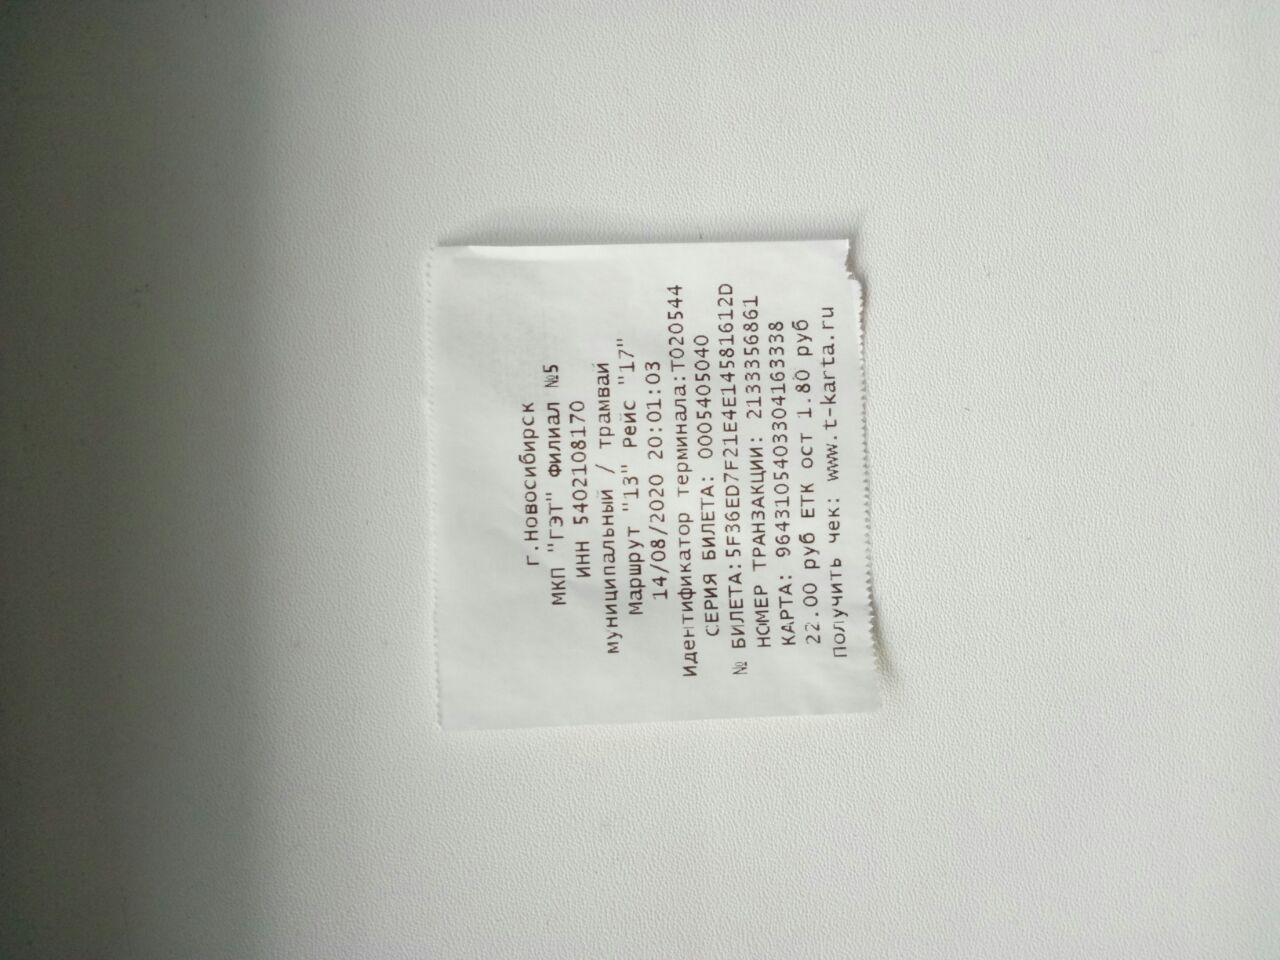 г.Новосибирск
МКП "ГЭТ" Филиал №5
ИНН 5402108170
муниципальный / трамвай
Маршрут "13" Рейс "17"
14/08/2020 20:01:03
Идентификатор терминала:T020544
СЕРИЯ БИЛЕТА: 0005405040
№ БИЛЕТА:5F36ED7F21E4E14581612D
НОМЕР ТРАНЗАКЦИИ: 2133356861
КАРТА: 96431054033304163338
22.00 руб ЕТК ост 1.80 руб
Получить чек: www.t-karta.ru